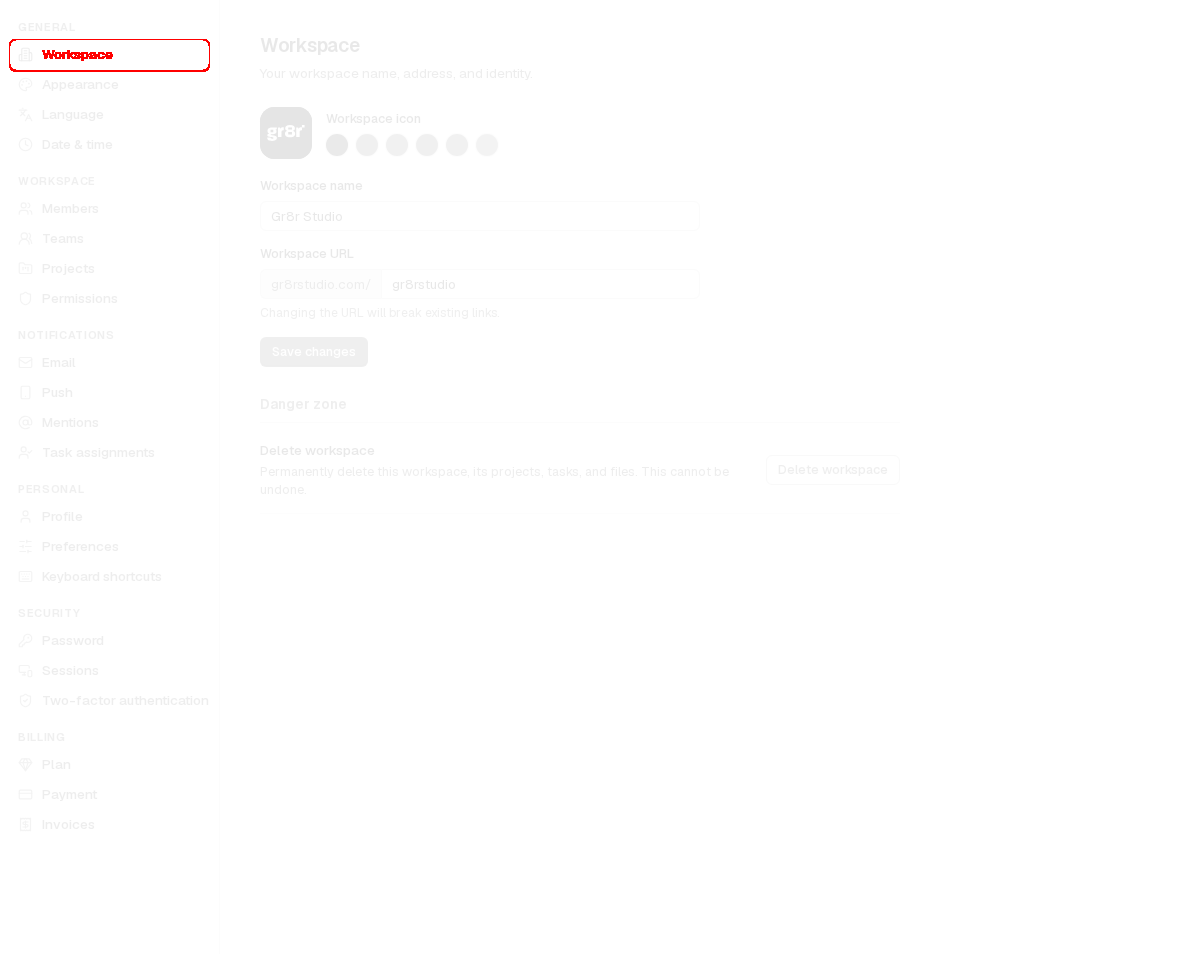 GENERAL
Workspace
Appearance
Language
Date & time
WORKSPACE
Members
Teams
Projects
Permissions
NOTIFICATIONS
Email
Push
Mentions
Task assignments
PERSONAL
Profile
Preferences
Keyboard shortcuts
SECURITY
Password
Sessions
Two-factor authentication
BILLING
Plan
Payment
Invoices
Workspace
Your workspace name, address, and identity.
gr8r
Workspace icon
Workspace name
Gr8r Studio
Workspace URL
gr8rstudio.com/ gr8rstudio
Changing the URL will break existing links.
Save changes
Danger zone
Delete workspace
Permanently delete this workspace, its projects, tasks, and files. This cannot be
undone.
Delete workspace